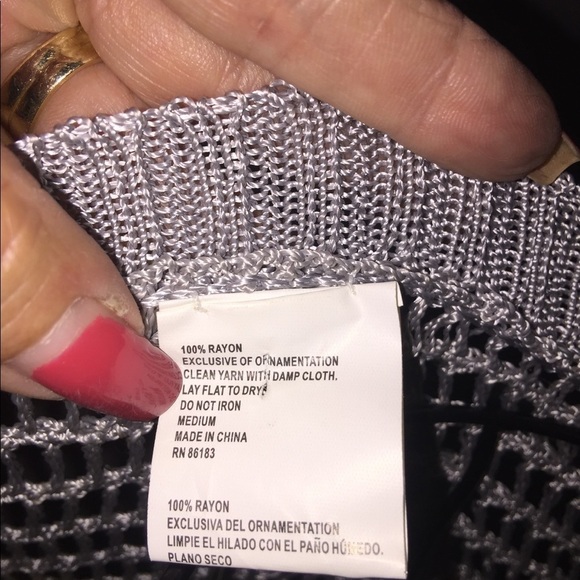 100% RAYON
EXCLUSIVE OF ORNAMENTATION
CLEAN YARN WITH DAMP CLOTH.
LAY FLAT TO DRY
DO NOT IRON
MEDIUM
MADE IN CHINA
RN 86183
100% RAYON
EXCLUSIVA DEL ORNAMENTATION
LIMPIE EL HILADO CON EL PAÑO HÚMEDO.
PLANO SECO